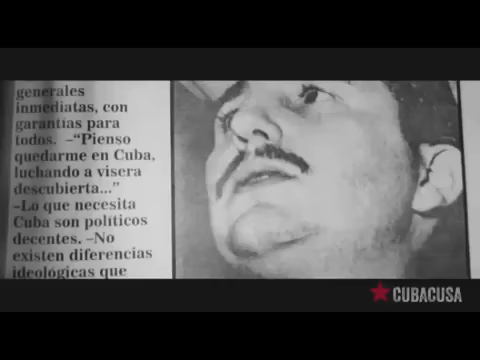 generales
inmediatas, con
garantías para
todos. –“Pienso
quedarme en Cuba,
luchando a visera
descubierta...”
–Lo que necesita
Cuba son políticos
decentes. –No
existen diferencias
ideológicas que
CUBACUSA